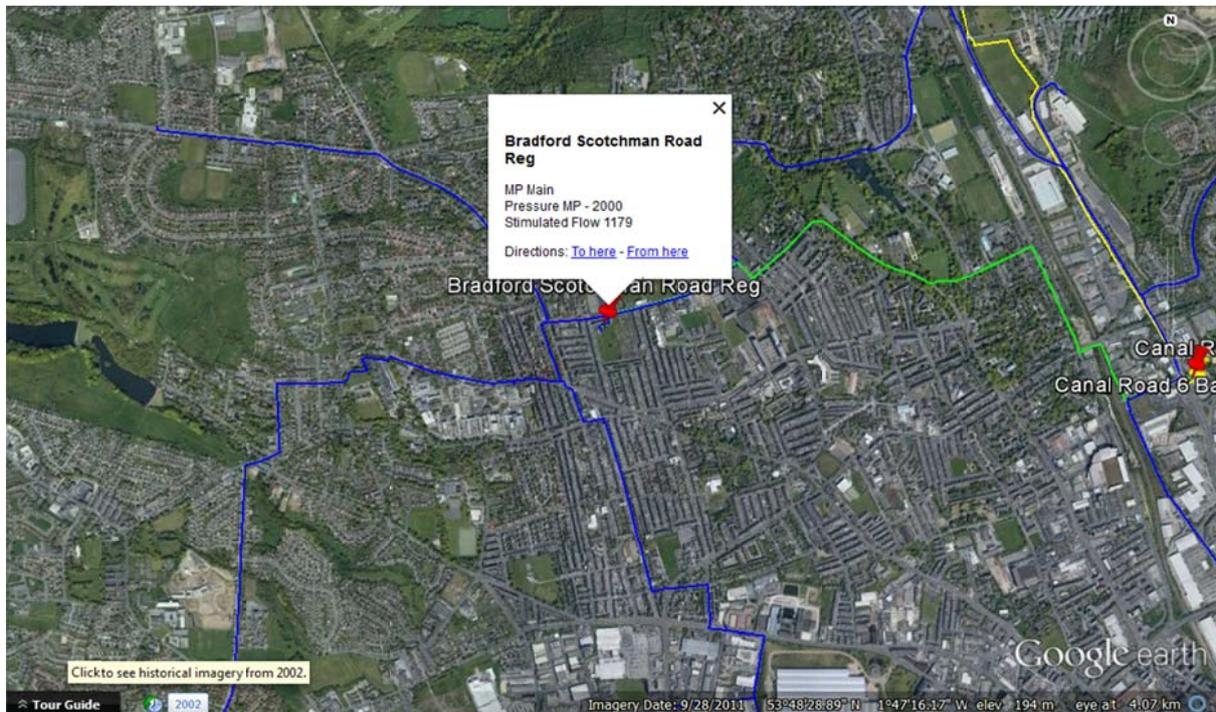 N
Bradford Scotchman Road
Reg
MP Main
Pressure MP - 2000
Stimulated Flow 1179
Directions: To here - From here
Bradford Scotchman Road Reg
Canal R
Canal Road 6 Ba
Google earth
Click to see historical imagery from 2002.
Tour Guide
2002
Imagery Date: 9/28/2011 53°48'28.89" N 1°47'16.17" W elev 194 m eye alt 4.07 km